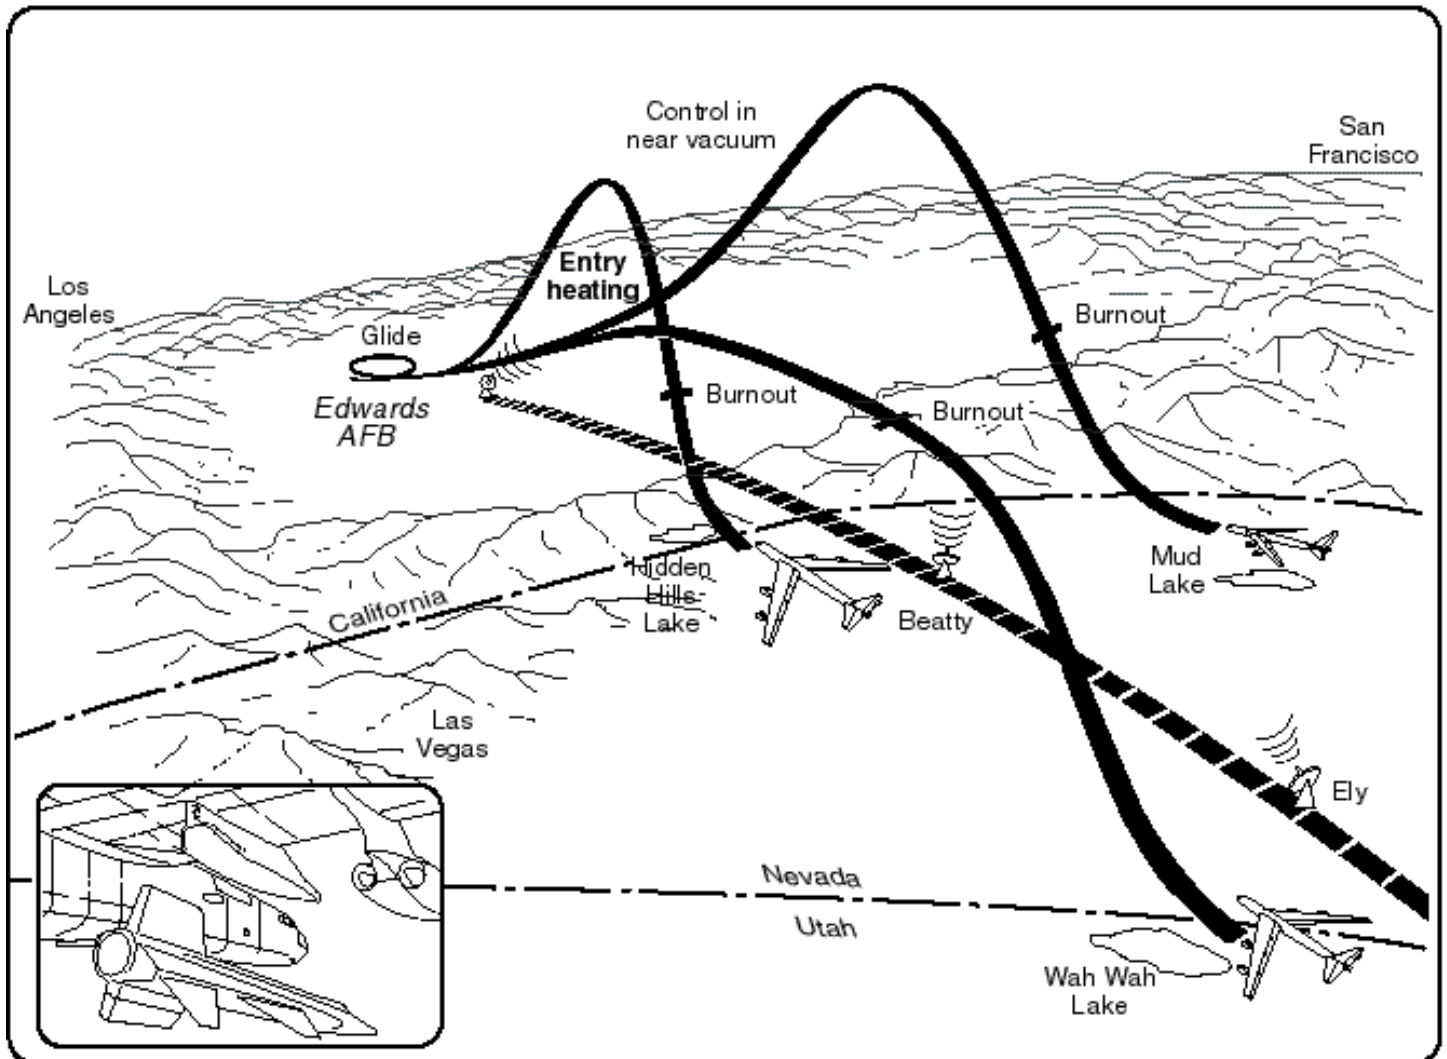 Control in
near vacuum
San
Francisco
Entry
heating
Los
Angeles
Glide
Burnout
Burnout
Burnout
Edwards
AFB
Mud
Lake
Hidden
Hills
Lake
California
Beatty
Las
Vegas
Ely
Nevada
Utah
Wah Wah
Lake